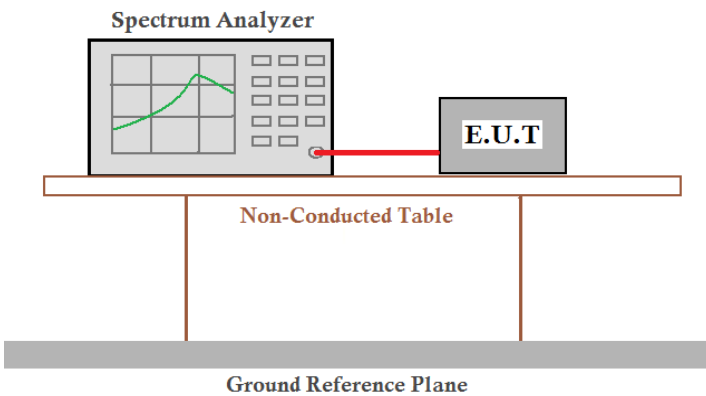 Spectrum Analyzer
E.U.T
Non-Conducted Table
Ground Reference Plane